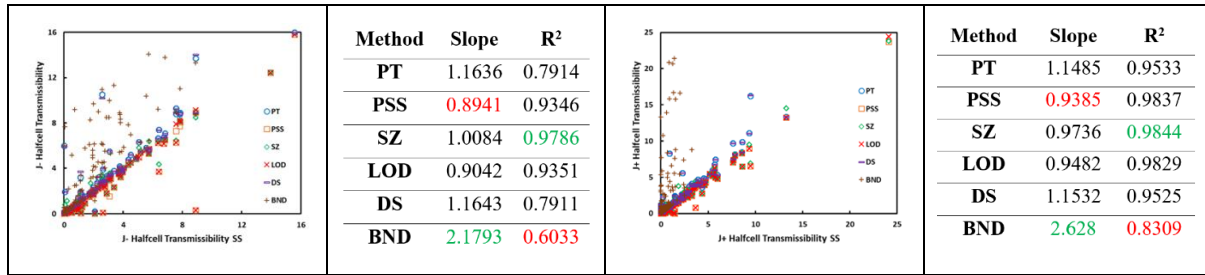 16
12
8
4
0
0 4 8 12 16
J- Halfcell Transmissibility
J- Halfcell Transmissibility SS
PT
PSS
SZ
LOD
DS
BND
Method Slope R²
PT 1.1636 0.7914
PSS 0.8941 0.9346
SZ 1.0084 0.9786
LOD 0.9042 0.9351
DS 1.1643 0.7911
BND 2.1793 0.6033
25
20
15
10
5
0
0 5 10 15 20 25
J+ Halfcell Transmissibility
J+ Halfcell Transmissibility SS
PT
PSS
SZ
LOD
DS
BND
Method Slope R²
PT 1.1485 0.9533
PSS 0.9385 0.9837
SZ 0.9736 0.9844
LOD 0.9482 0.9829
DS 1.1532 0.9525
BND 2.628 0.8309